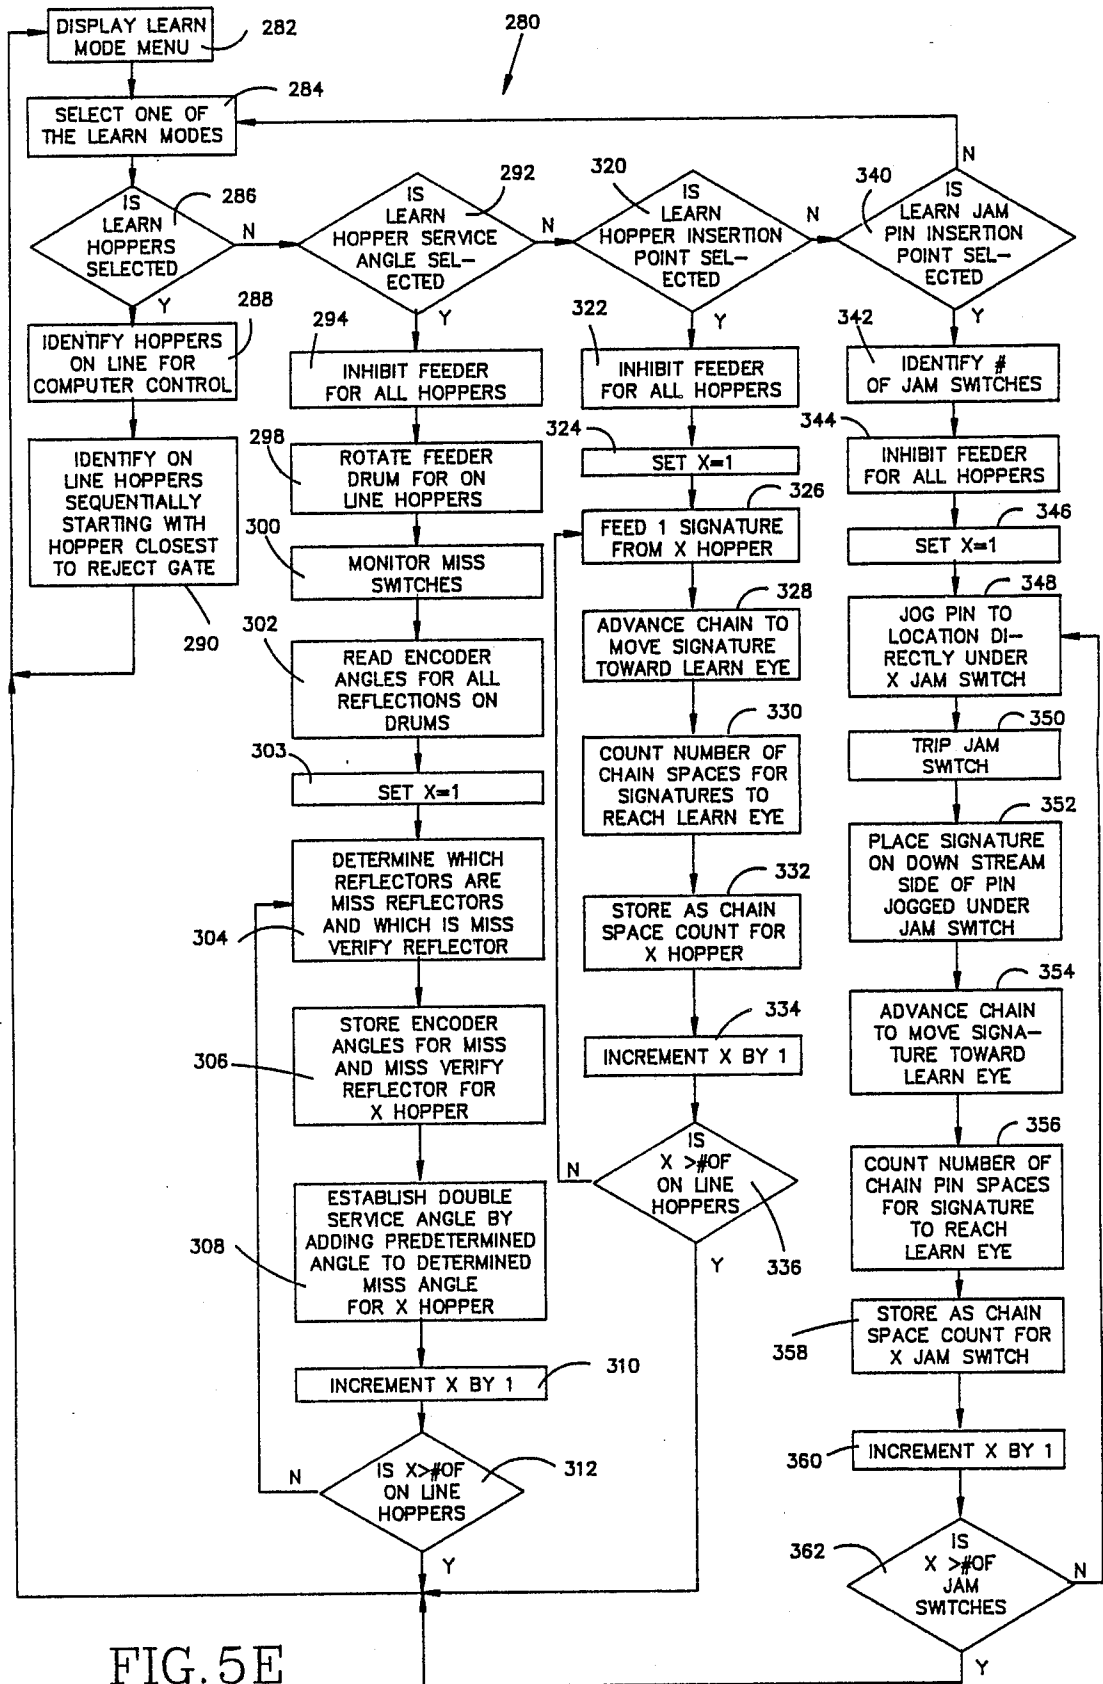 DISPLAY LEARN
MODE MENU
282
280
SELECT ONE OF
THE LEARN MODES
284
IS
LEARN
HOPPERS
SELECTED
286
N
Y
IDENTIFY HOPPERS
ON LINE FOR
COMPUTER CONTROL
288
IDENTIFY ON
LINE HOPPERS
SEQUENTIALLY
STARTING WITH
HOPPER CLOSEST
TO REJECT GATE
290
IS
LEARN
HOPPER SERVICE
ANGLE SEL-
ECTED
292
N
Y
294
INHIBIT FEEDER
FOR ALL HOPPERS
298
ROTATE FEEDER
DRUM FOR ON
LINE HOPPERS
300
MONITOR MISS
SWITCHES
302
READ ENCODER
ANGLES FOR ALL
REFLECTIONS ON
DRUMS
303
SET X=1
DETERMINE WHICH
REFLECTORS ARE
MISS REFLECTORS
AND WHICH IS MISS
VERIFY REFLECTOR
304
STORE ENCODER
ANGLES FOR MISS
AND MISS VERIFY
REFLECTOR FOR
X HOPPER
306
ESTABLISH DOUBLE
SERVICE ANGLE BY
ADDING PREDETERMINED
ANGLE TO DETERMINED
MISS ANGLE
FOR X HOPPER
308
INCREMENT X BY 1
310
IS X>#OF
ON LINE
HOPPERS
312
N
Y
320
IS
LEARN
HOPPER INSERTION
POINT SEL-
ECTED
N
Y
322
INHIBIT FEEDER
FOR ALL HOPPERS
324
SET X=1
326
FEED 1 SIGNATURE
FROM X HOPPER
328
ADVANCE CHAIN TO
MOVE SIGNATURE
TOWARD LEARN EYE
330
COUNT NUMBER OF
CHAIN SPACES FOR
SIGNATURES TO
REACH LEARN EYE
332
STORE AS CHAIN
SPACE COUNT FOR
X HOPPER
334
INCREMENT X BY 1
IS
X >#OF
ON LINE
HOPPERS
336
N
Y
340
IS
LEARN JAM
PIN INSERTION
POINT SEL-
ECTED
N
Y
342
IDENTIFY #
OF JAM SWITCHES
344
INHIBIT FEEDER
FOR ALL HOPPERS
346
SET X=1
348
JOG PIN TO
LOCATION DI-
RECTLY UNDER
X JAM SWITCH
350
TRIP JAM
SWITCH
352
PLACE SIGNATURE
ON DOWN STREAM
SIDE OF PIN
JOGGED UNDER
JAM SWITCH
354
ADVANCE CHAIN
TO MOVE SIGNA-
TURE TOWARD
LEARN EYE
356
COUNT NUMBER OF
CHAIN PIN SPACES
FOR SIGNATURE
TO REACH
LEARN EYE
358
STORE AS CHAIN
SPACE COUNT FOR
X JAM SWITCH
360
INCREMENT X BY 1
362
IS
X >#OF
JAM
SWITCHES
N
Y
FIG.5E